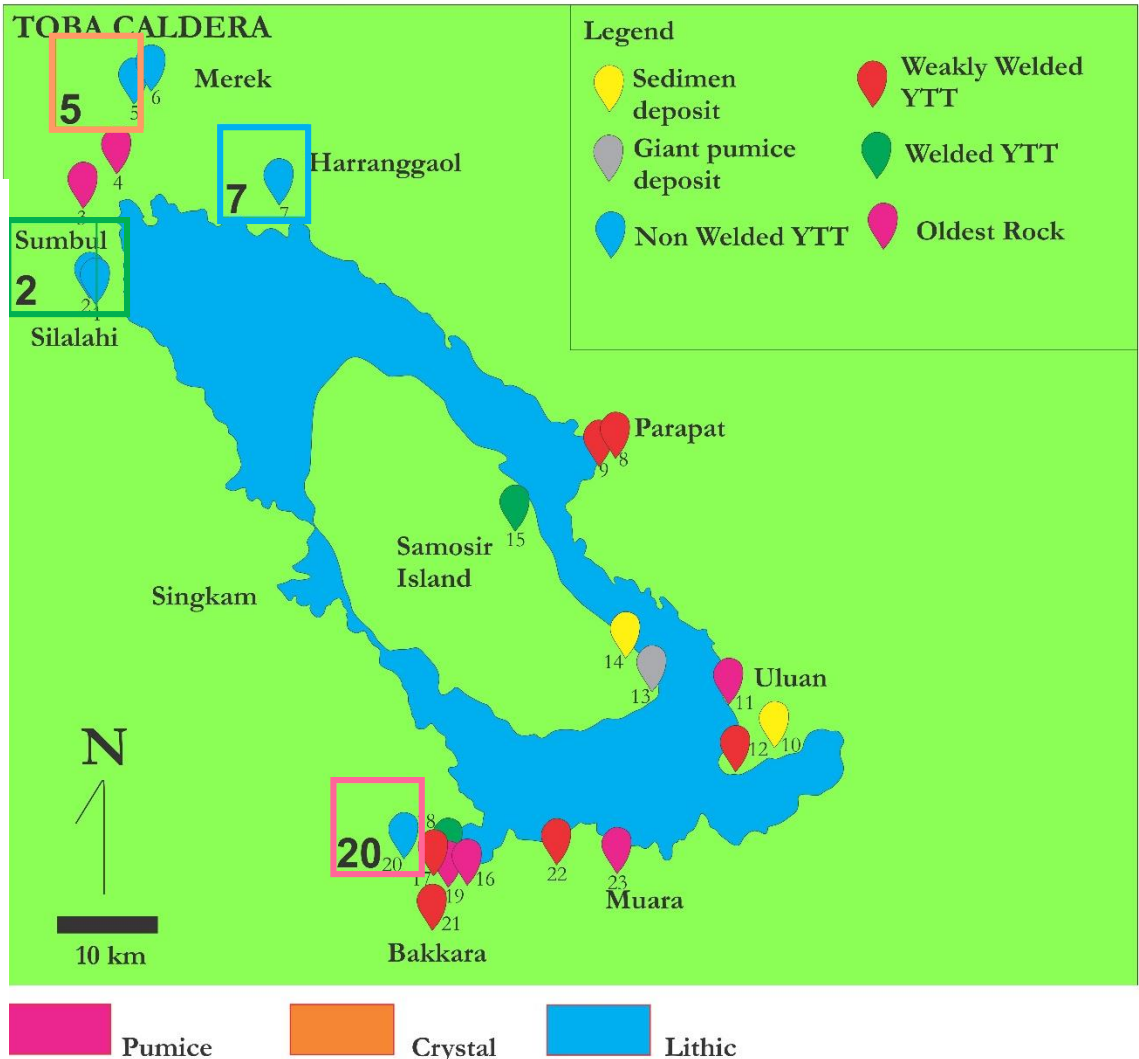 TOBA CALDERA
Legend
Sedimen
deposit
Weakly Welded
YTT
Giant pumice
deposit
Welded YTT
Non Welded YTT
Oldest Rock
5
5
6
Merek
4
3
7
7
Harranggaol
Sumbul
2
2
1
Silalahi
Parapat
9
8
15
Samosir
Island
Singkam
14
13
11
Uluan
12
10
N
10 km
20
20
8
17
19
16
21
Bakkara
22
23
Muara
Pumice
Crystal
Lithic